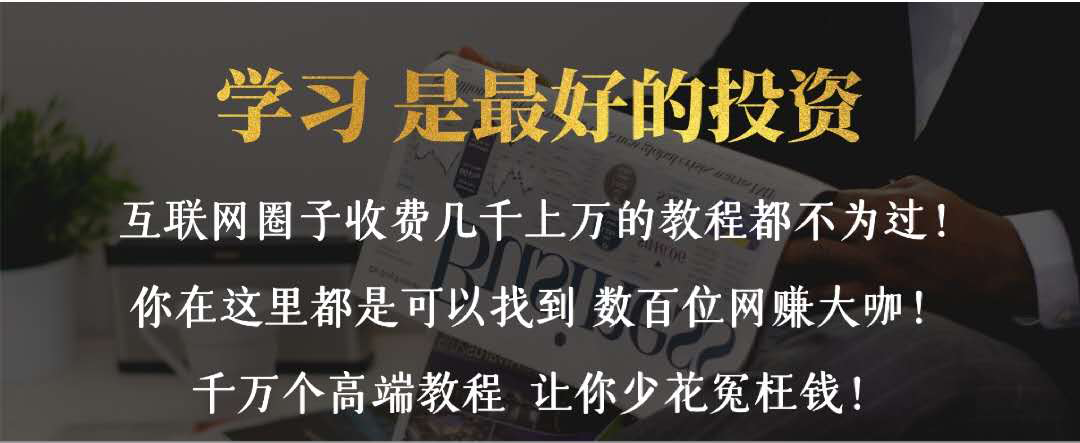 学习 是最好的投资
互联网圈子收费几千上万的教程都不为过！
你在这里都是可以找到 数百位网赚大咖！
千万个高端教程 让你少花冤枉钱！
Business